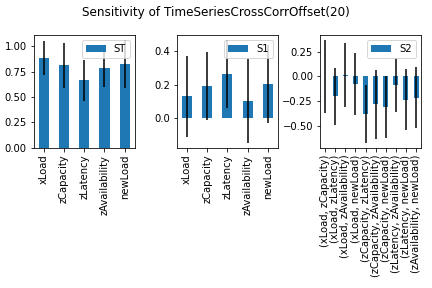 Sensitivity of TimeSeriesCrossCorrOffset(20)
ST
1.00
0.75
0.50
0.25
0.00
xLoad
zCapacity
zLatency
zAvailability
newLoad
S1
0.4
0.2
0.0
xLoad
zCapacity
zLatency
zAvailability
newLoad
S2
0.25
0.00
−0.25
−0.50
(xLoad, zCapacity)
(xLoad, zLatency)
(xLoad, zAvailability)
(xLoad, newLoad)
(zCapacity, zLatency)
(zCapacity, zAvailability)
(zCapacity, newLoad)
(zLatency, zAvailability)
(zLatency, newLoad)
(zAvailability, newLoad)